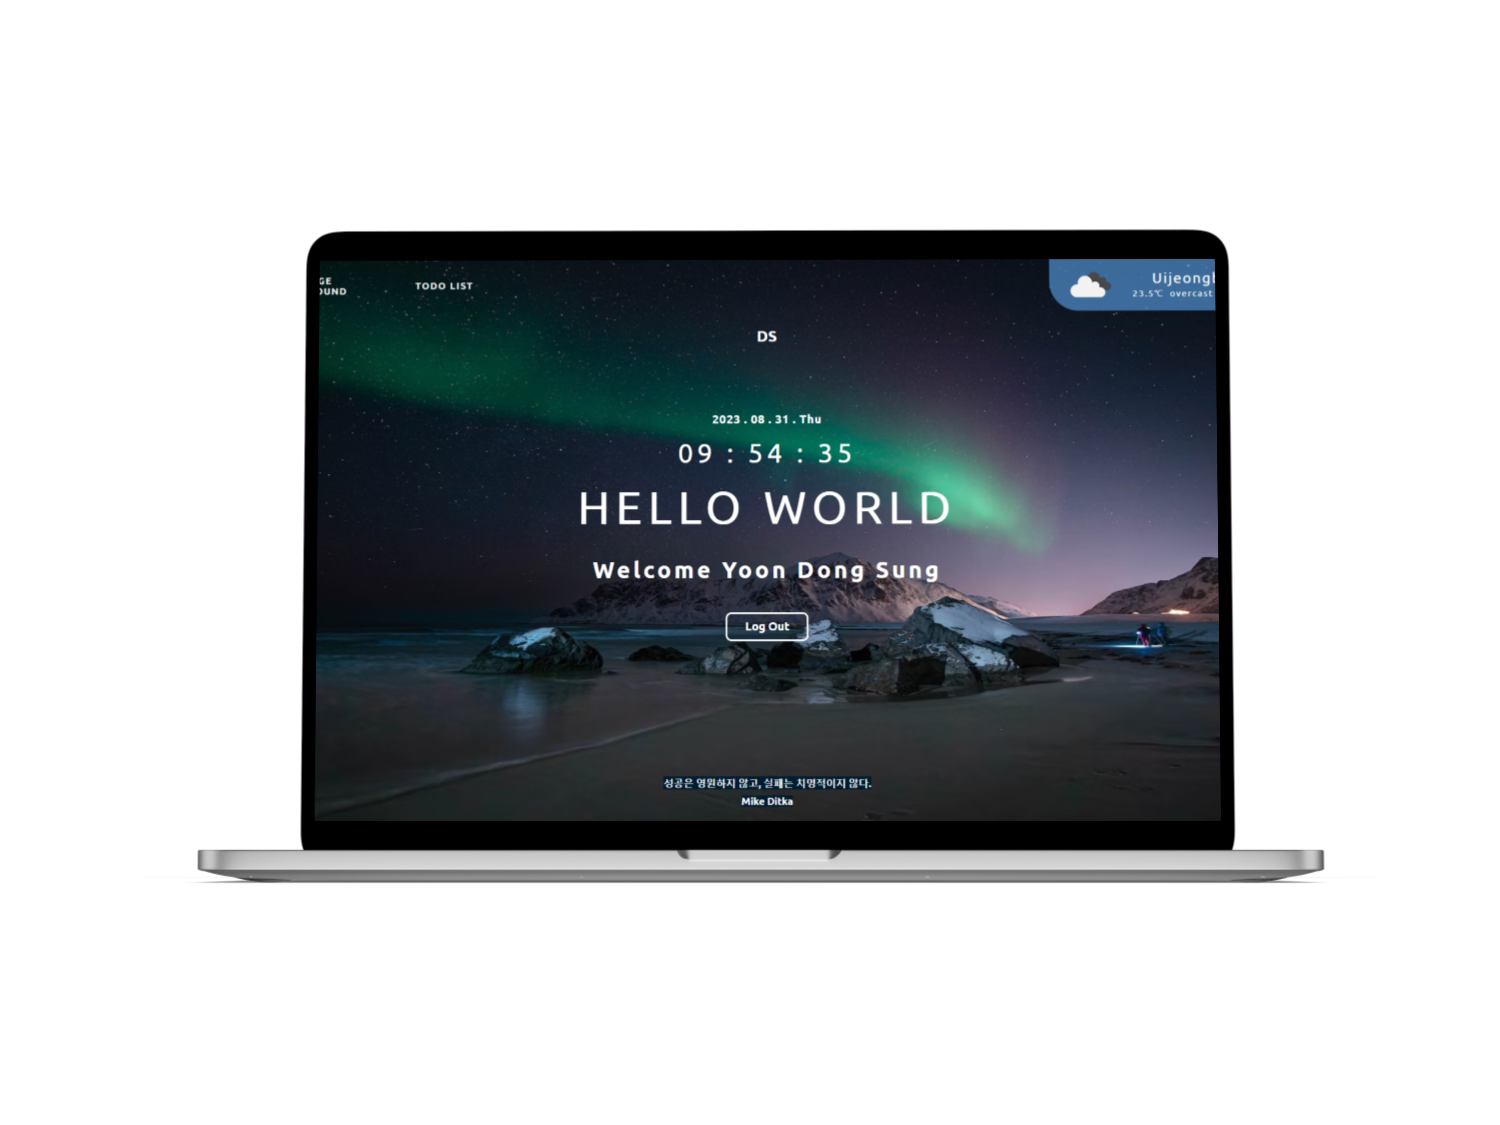 GE
OUND
TODO LIST
Uijeongb
23.5℃ overcast
DS
2023 . 08 . 31 . Thu
09 : 54 : 35
HELLO WORLD
Welcome Yoon Dong Sung
Log Out
성공은 영원하지 않고, 실패는 치명적이지 않다.
Mike Ditka